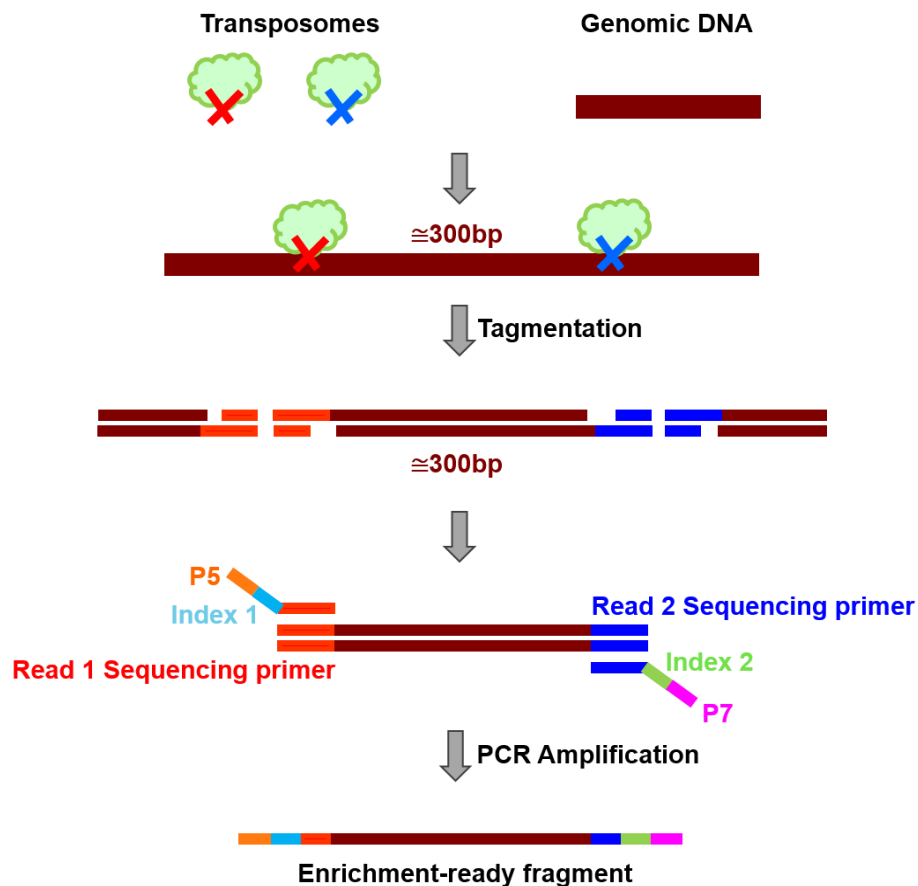 Transposomes
Genomic DNA
≅300bp
Tagmentation
≅300bp
P5
Index 1
Read 2 Sequencing primer
Read 1 Sequencing primer
Index 2
P7
PCR Amplification
Enrichment-ready fragment